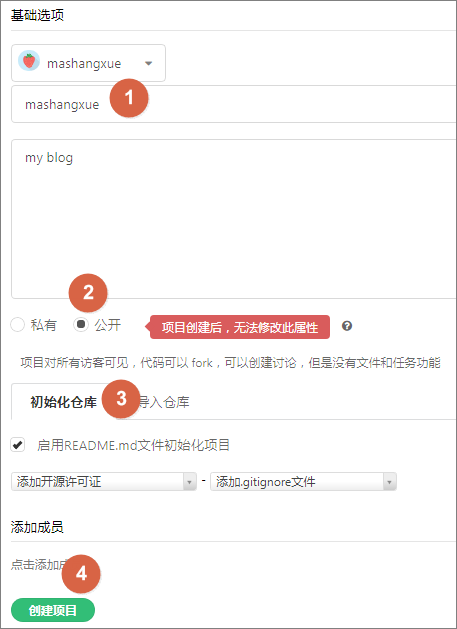 基础选项
mashangxue
mashangxue
1
my blog
2
私有 公开 项目创建后，无法修改此属性 ?
项目对所有访客可见，代码可以 fork，可以创建讨论，但是没有文件和任务功能
初始化仓库 3 导入仓库
启用README.md文件初始化项目
添加开源许可证 - 添加.gitignore文件
添加成员
点击添加成
4
创建项目